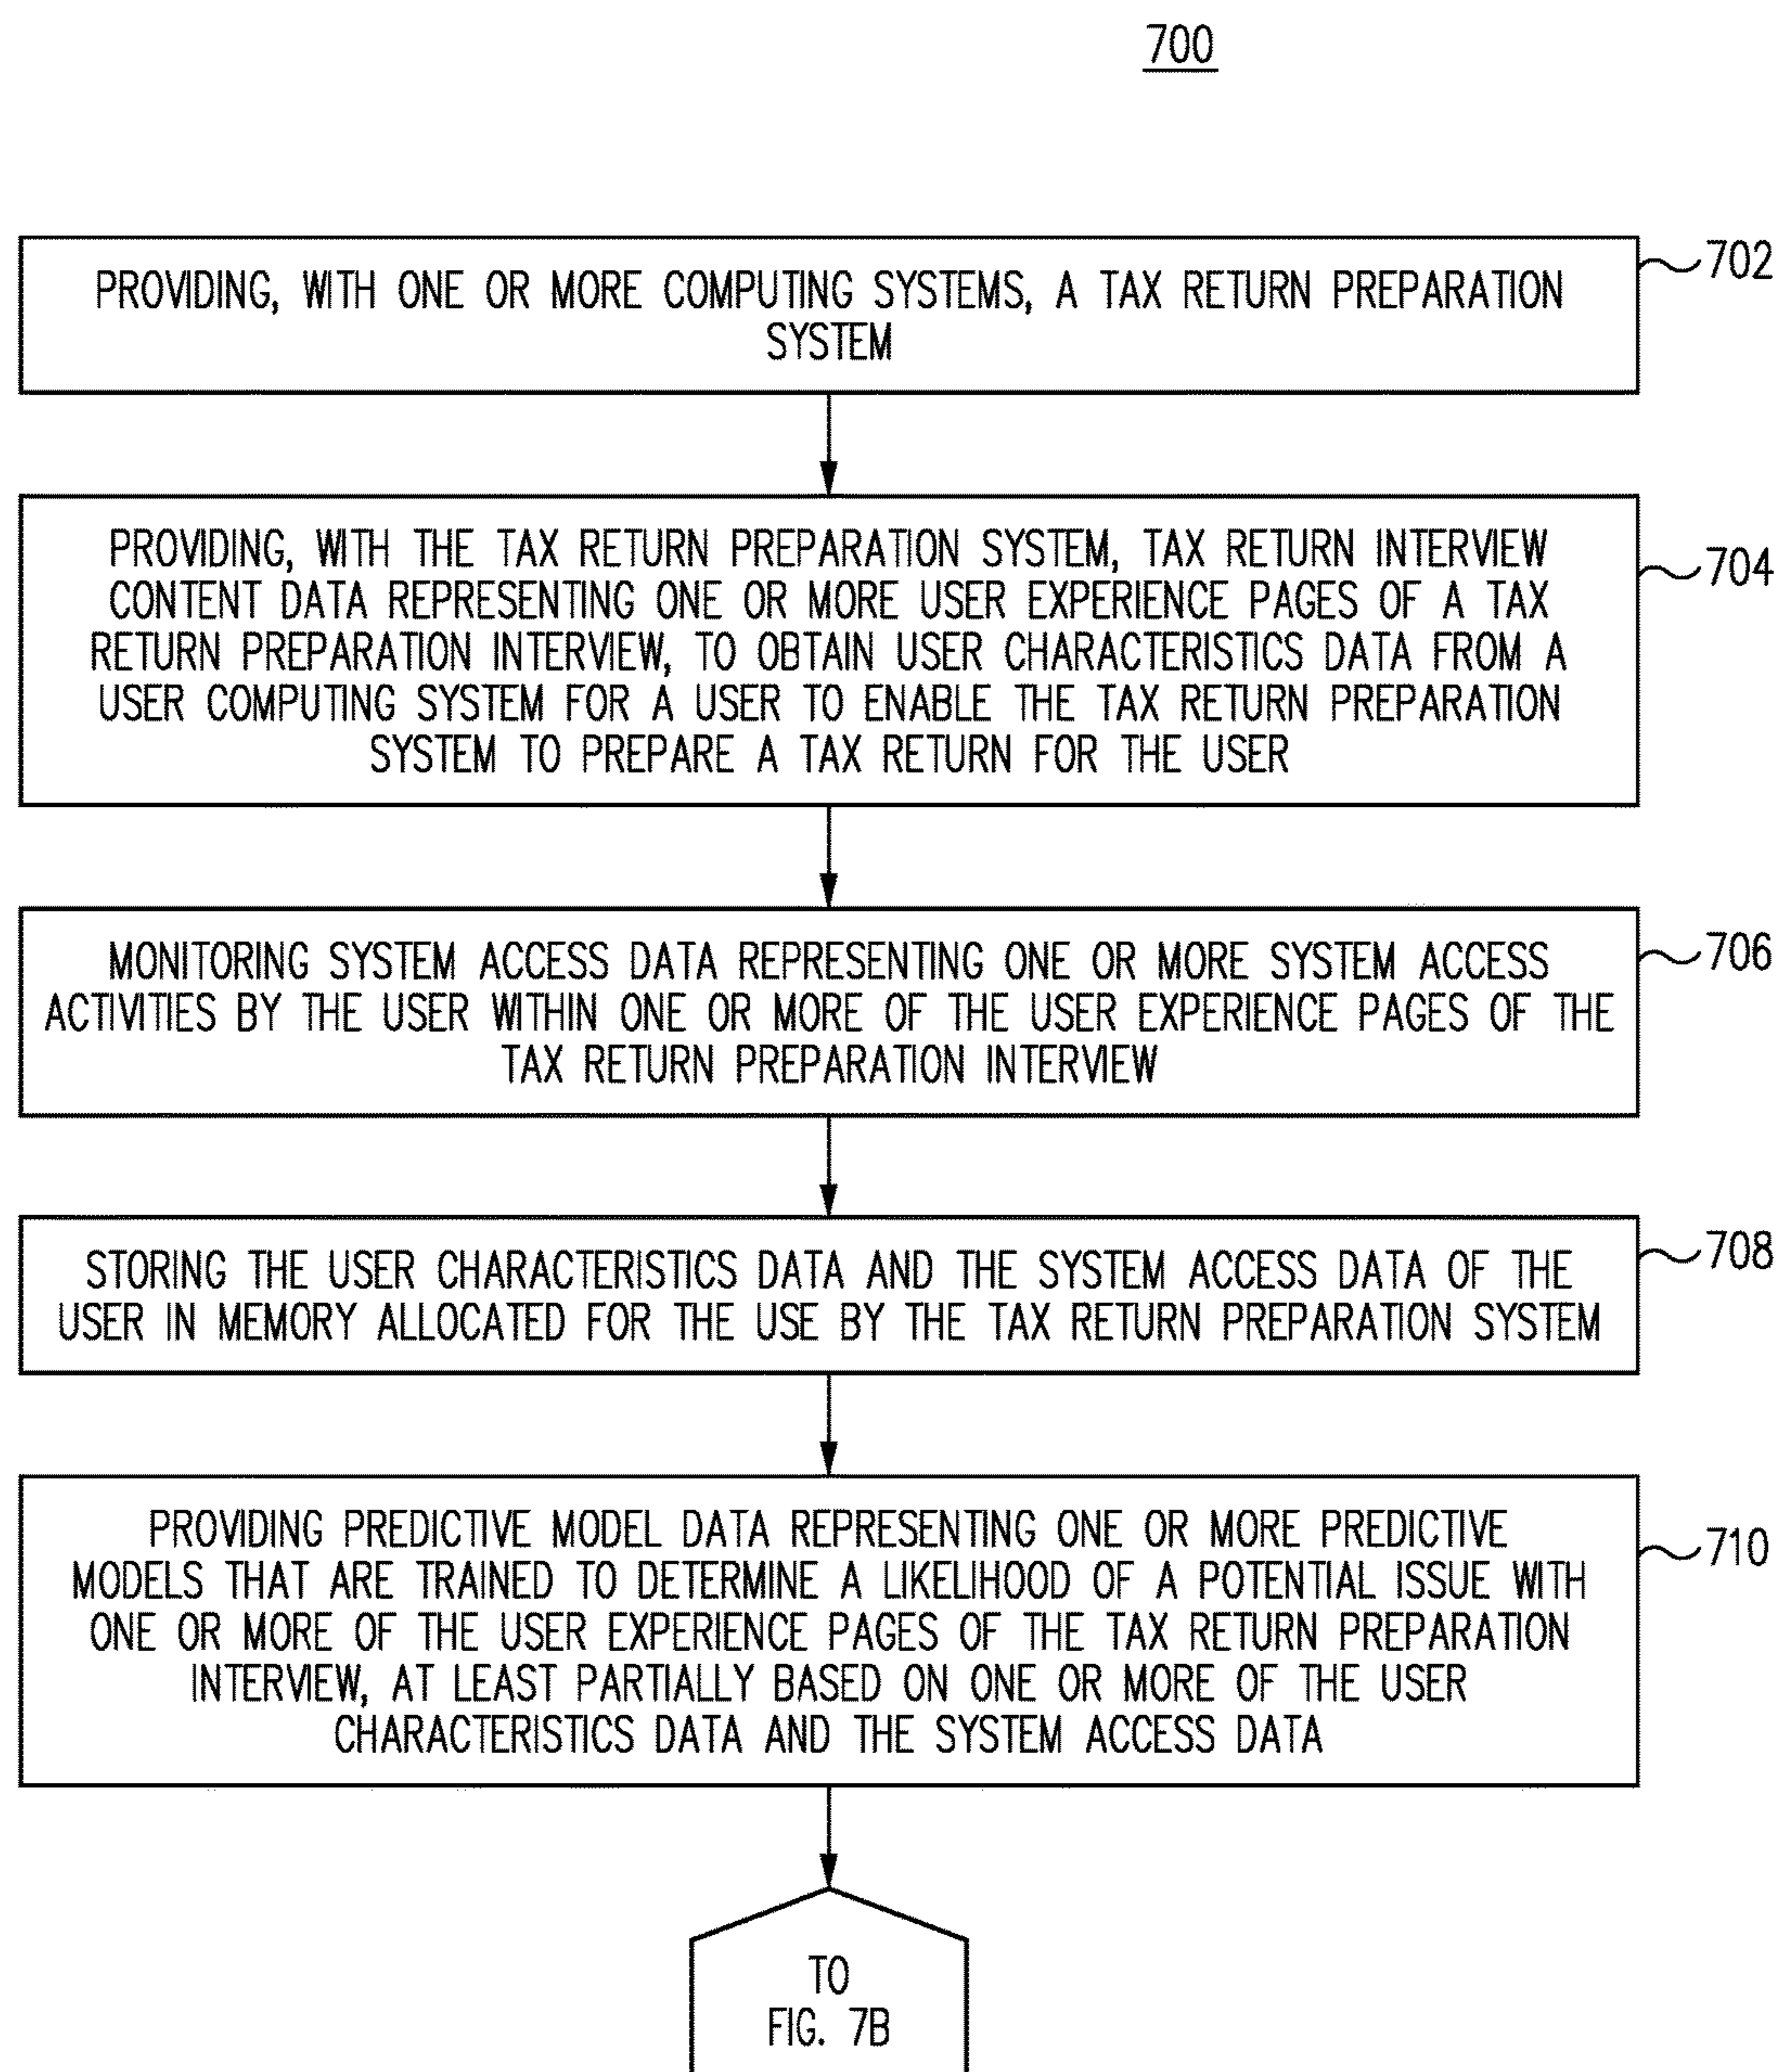 700
PROVIDING, WITH ONE OR MORE COMPUTING SYSTEMS, A TAX RETURN PREPARATION
SYSTEM
702
PROVIDING, WITH THE TAX RETURN PREPARATION SYSTEM, TAX RETURN INTERVIEW
CONTENT DATA REPRESENTING ONE OR MORE USER EXPERIENCE PAGES OF A TAX
RETURN PREPARATION INTERVIEW, TO OBTAIN USER CHARACTERISTICS DATA FROM A
USER COMPUTING SYSTEM FOR A USER TO ENABLE THE TAX RETURN PREPARATION
SYSTEM TO PREPARE A TAX RETURN FOR THE USER
704
MONITORING SYSTEM ACCESS DATA REPRESENTING ONE OR MORE SYSTEM ACCESS
ACTIVITIES BY THE USER WITHIN ONE OR MORE OF THE USER EXPERIENCE PAGES OF THE
TAX RETURN PREPARATION INTERVIEW
706
STORING THE USER CHARACTERISTICS DATA AND THE SYSTEM ACCESS DATA OF THE
USER IN MEMORY ALLOCATED FOR THE USE BY THE TAX RETURN PREPARATION SYSTEM
708
PROVIDING PREDICTIVE MODEL DATA REPRESENTING ONE OR MORE PREDICTIVE
MODELS THAT ARE TRAINED TO DETERMINE A LIKELIHOOD OF A POTENTIAL ISSUE WITH
ONE OR MORE OF THE USER EXPERIENCE PAGES OF THE TAX RETURN PREPARATION
INTERVIEW, AT LEAST PARTIALLY BASED ON ONE OR MORE OF THE USER
CHARACTERISTICS DATA AND THE SYSTEM ACCESS DATA
710
TO
FIG. 7B